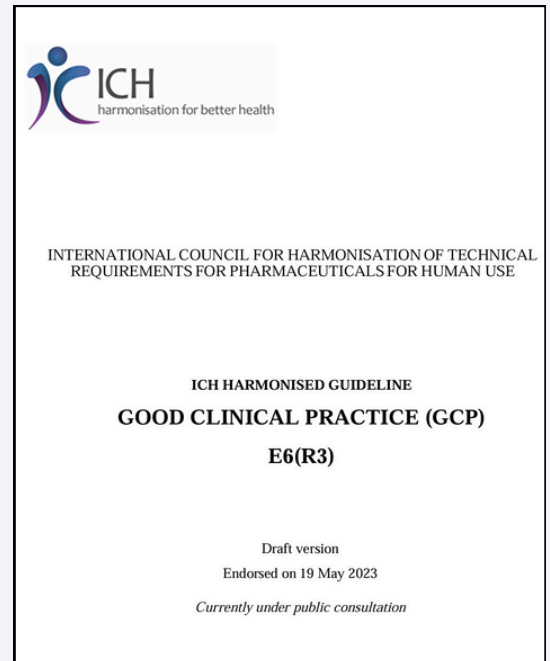 ICH
harmonisation for better health
INTERNATIONAL COUNCIL FOR HARMONISATION OF TECHNICAL
REQUIREMENTS FOR PHARMACEUTICALS FOR HUMAN USE
ICH HARMONISED GUIDELINE
GOOD CLINICAL PRACTICE (GCP)
E6(R3)
Draft version
Endorsed on 19 May 2023
Currently under public consultation